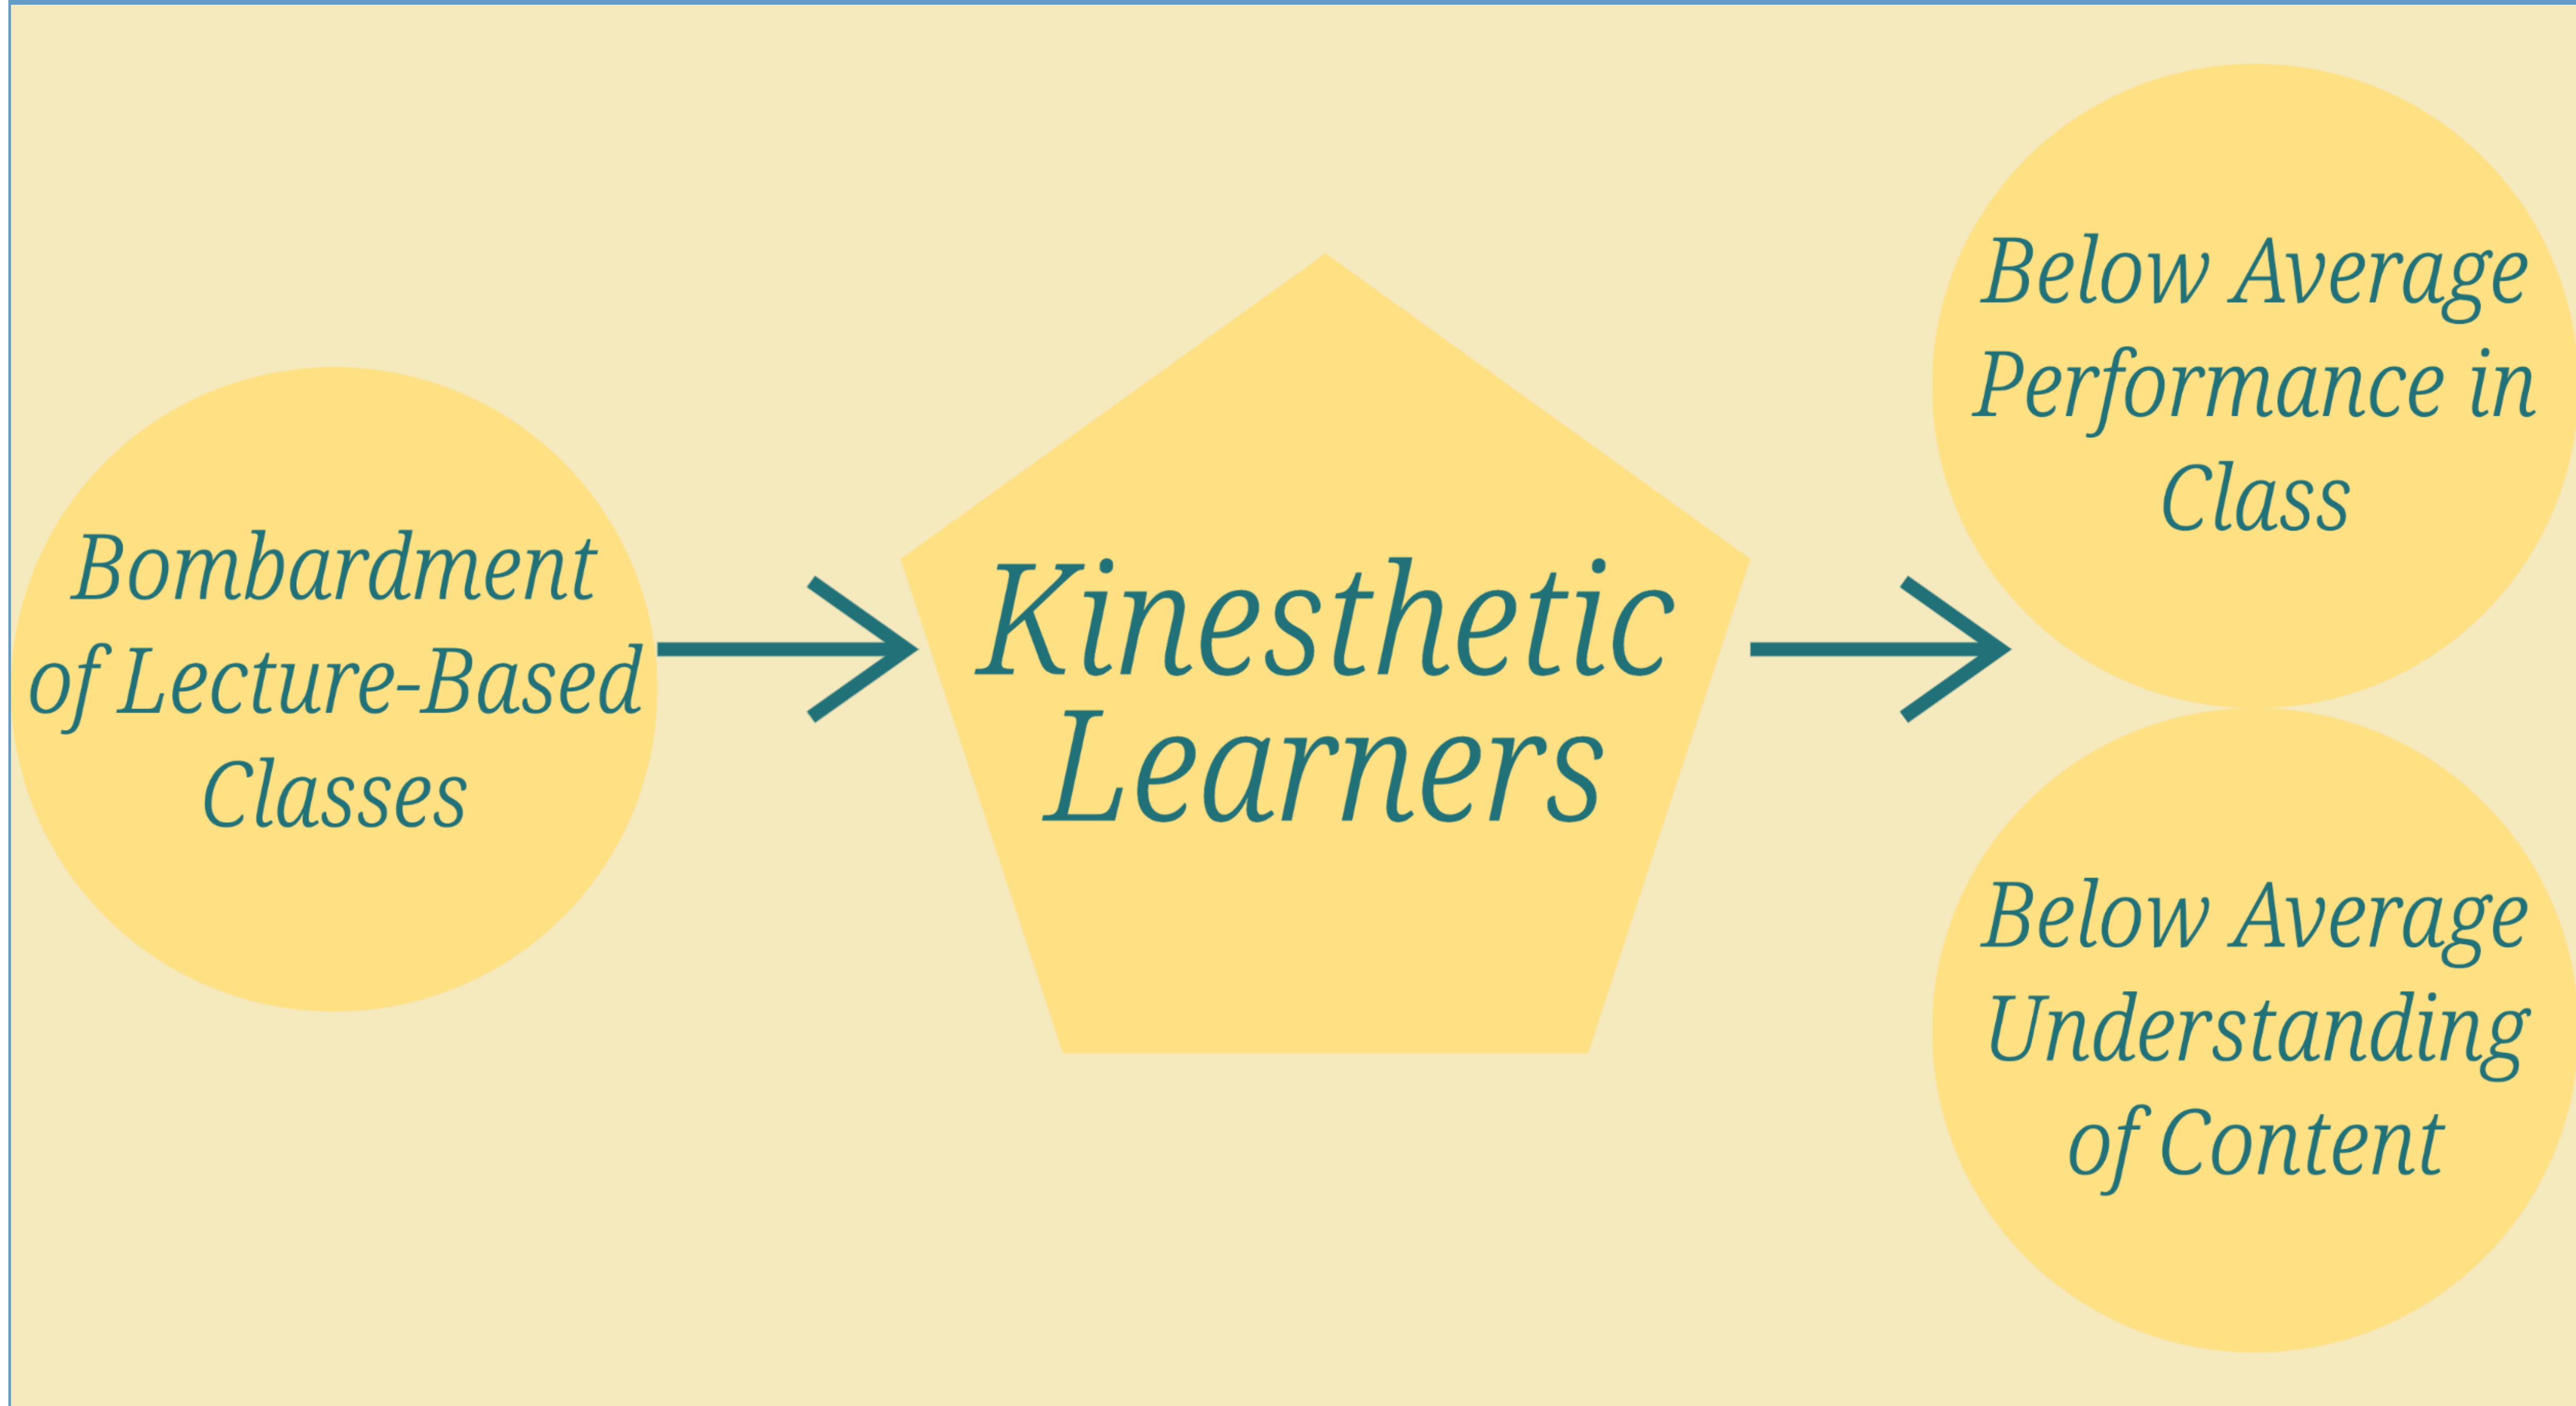 Bombardment
of Lecture-Based
Classes
Kinesthetic
Learners
Below Average
Performance in
Class
Below Average
Understanding
of Content